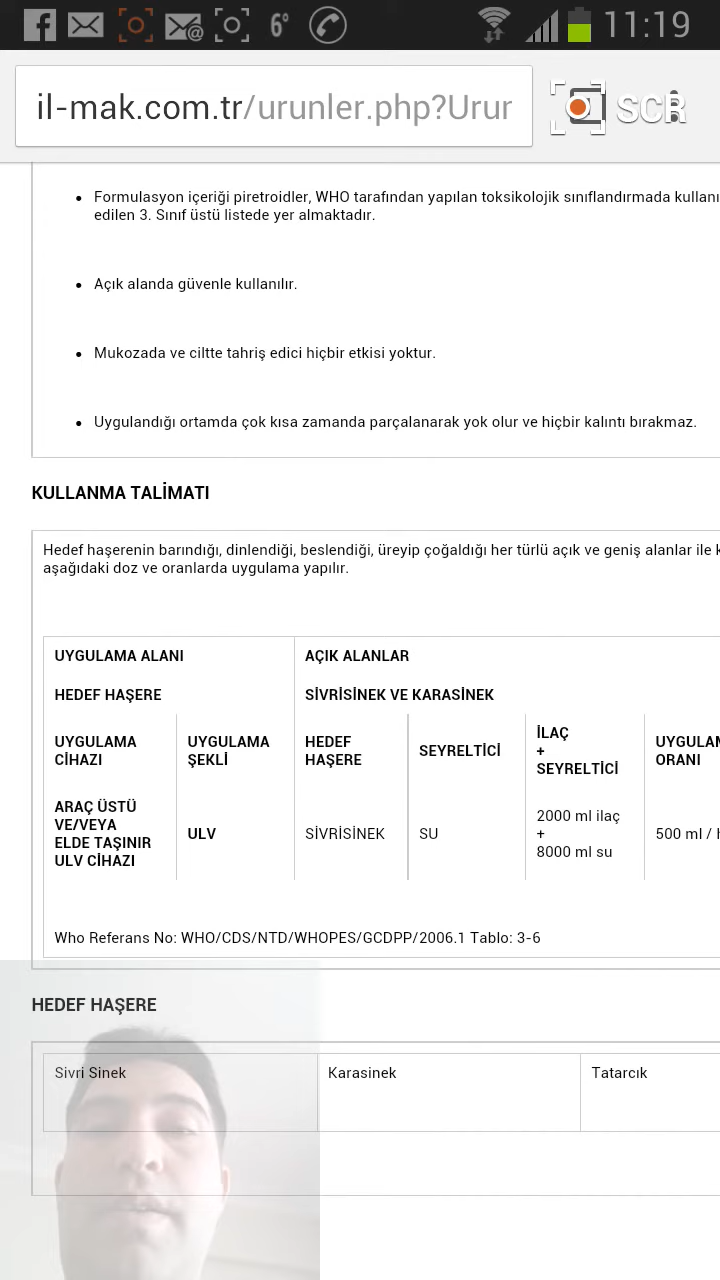 6° 11:19
il-mak.com.tr/urunler.php?Urur SCR
• Formulasyon içeriği piretroidler, WHO tarafından yapılan toksikolojik sınıflandırmada kullanı
edilen 3. Sınıf üstü listede yer almaktadır.
• Açık alanda güvenle kullanılır.
• Mukozada ve ciltte tahriş edici hiçbir etkisi yoktur.
• Uygulandığı ortamda çok kısa zamanda parçalanarak yok olur ve hiçbir kalıntı bırakmaz.
KULLANMA TALİMATI
Hedef haşerenin barındığı, dinlendiği, beslendiği, üreyip çoğaldığı her türlü açık ve geniş alanlar ile k
aşağıdaki doz ve oranlarda uygulama yapılır.
UYGULAMA ALANI AÇIK ALANLAR
HEDEF HAŞERE SİVRİSİNEK VE KARASİNEK
UYGULAMA
CİHAZI
UYGULAMA
ŞEKLİ
HEDEF
HAŞERE
SEYRELTİCİ
İLAÇ
+
SEYRELTİCİ
UYGULAM
ORANI
ARAÇ ÜSTÜ
VE/VEYA
ELDE TAŞINIR
ULV CİHAZI
ULV
SİVRİSİNEK
SU
2000 ml ilaç
+
8000 ml su
500 ml / h
Who Referans No: WHO/CDS/NTD/WHOPES/GCDPP/2006.1 Tablo: 3-6
HEDEF HAŞERE
Sivri Sinek Karasinek Tatarcık